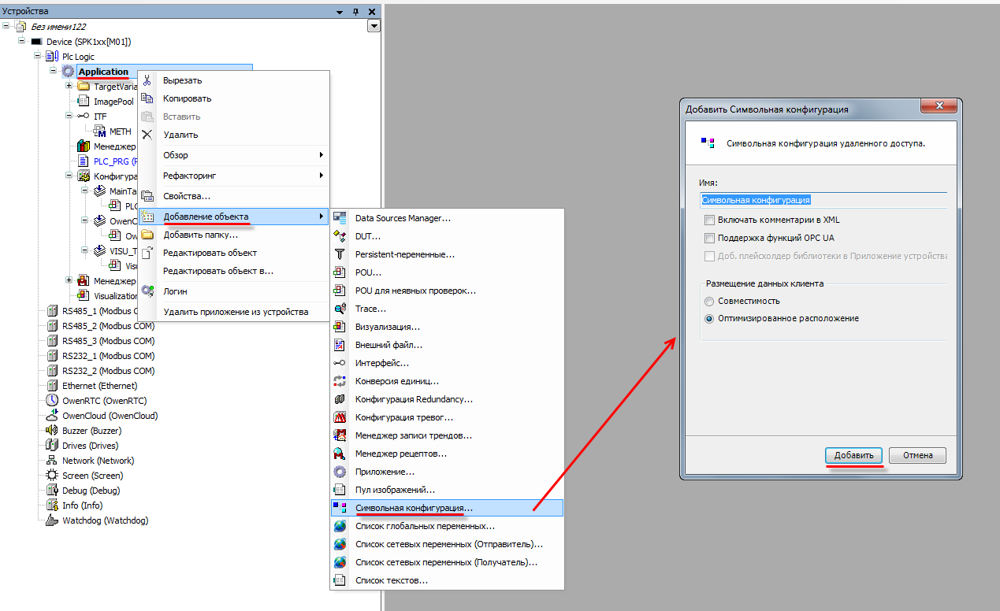 Устройства
Без имени122
Device (SPK1xx[M01])
Plc Logic
Application
TargetVaria
ImagePool
ITF
METH
Менеджер
PLC_PRG (
Конфигура
MainTa
PLC
OwenC
Ow
VISU_T
Visu
Менеджер
Visualization
RS485_1 (Modbus C
RS485_2 (Modbus COM)
RS485_3 (Modbus COM)
RS232_1 (Modbus COM)
RS232_2 (Modbus COM)
Ethernet (Ethernet)
OwenRTC (OwenRTC)
OwenCloud (OwenCloud)
Buzzer (Buzzer)
Drives (Drives)
Network (Network)
Screen (Screen)
Debug (Debug)
Info (Info)
Watchdog (Watchdog)
Вырезать
Копировать
Вставить
Удалить
Обзор
Рефакторинг
Свойства...
Добавление объекта
Добавить папку...
Редактировать объект
Редактировать объект в...
Логин
Удалить приложение из устройства
Data Sources Manager...
DUT...
Persistent-переменные...
POU...
POU для неявных проверок...
Trace...
Визуализация...
Внешний файл...
Интерфейс...
Конверсия единиц...
Конфигурация Redundancy...
Конфигурация тревог...
Менеджер записи трендов...
Менеджер рецептов...
Приложение...
Пул изображений...
Символьная конфигурация...
Список глобальных переменных...
Список сетевых переменных (Отправитель)...
Список сетевых переменных (Получатель)...
Список текстов...
Добавить Символьная конфигурация
Символьная конфигурация удаленного доступа.
Имя:
Символьная конфигурация
Включать комментарии в XML
Поддержка функций OPC UA
Доб. плейсхолдер библиотеки в Приложение устройства
Размещение данных клиента
Совместимость
Оптимизированное расположение
Добавить
Отмена